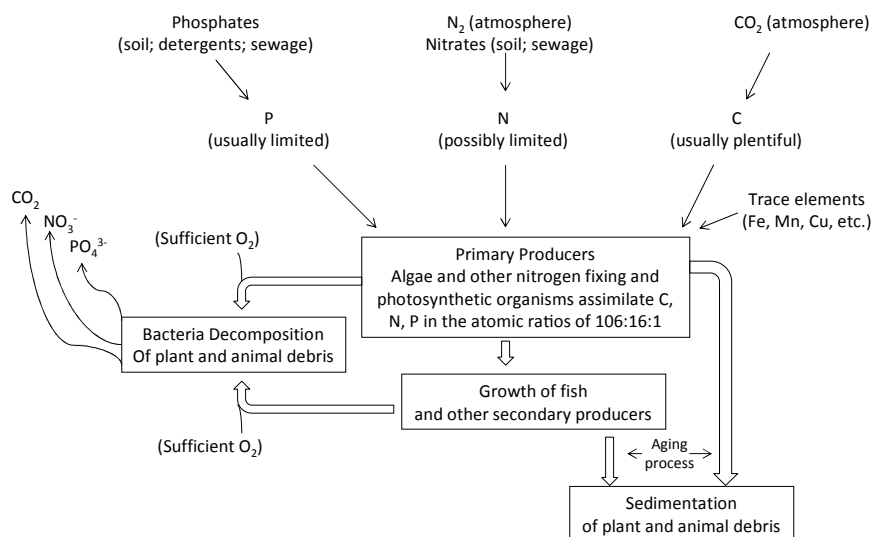 Phosphates
(soil; detergents; sewage)
N₂ (atmosphere)
Nitrates (soil; sewage)
CO₂ (atmosphere)
P
(usually limited)
N
(possibly limited)
C
(usually plentiful)
CO₂
NO₃⁻
PO₄³⁻
Trace elements
(Fe, Mn, Cu, etc.)
(Sufficient O₂)
Primary Producers
Algae and other nitrogen fixing and
photosynthetic organisms assimilate C,
N, P in the atomic ratios of 106:16:1
Bacteria Decomposition
Of plant and animal debris
Growth of fish
and other secondary producers
(Sufficient O₂)
Aging
process
Sedimentation
of plant and animal debris